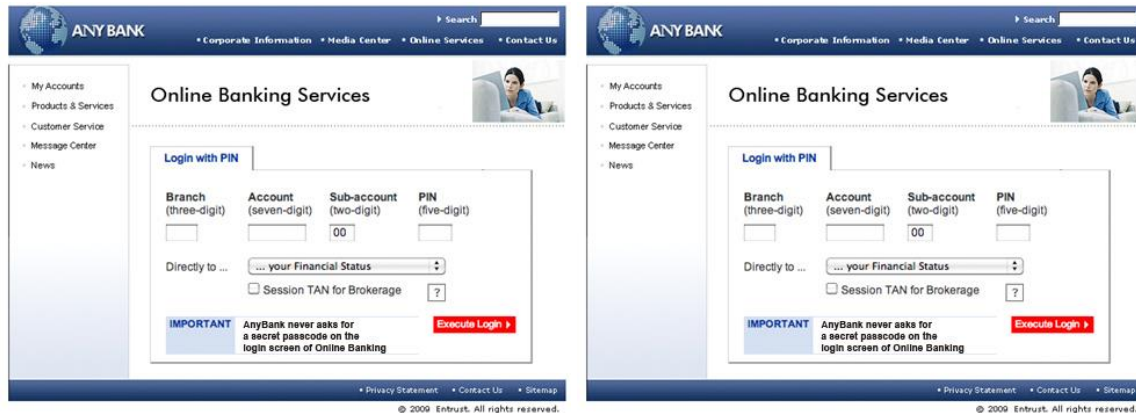 Search
ANY BANK
• Corporate Information • Media Center • Online Services • Contact Us
My Accounts
Products & Services
Customer Service
Message Center
News
Online Banking Services
Login with PIN
Branch Account Sub-account PIN
(three-digit) (seven-digit) (two-digit) (five-digit)
00
Directly to ... ... your Financial Status
Session TAN for Brokerage ?
IMPORTANT AnyBank never asks for
a secret passcode on the
login screen of Online Banking
Execute Login
• Privacy Statement • Contact Us • Sitemap
© 2009 Entrust. All rights reserved.
Search
ANY BANK
• Corporate Information • Media Center • Online Services • Contact Us
My Accounts
Products & Services
Customer Service
Message Center
News
Online Banking Services
Login with PIN
Branch Account Sub-account PIN
(three-digit) (seven-digit) (two-digit) (five-digit)
00
Directly to ... ... your Financial Status
Session TAN for Brokerage ?
IMPORTANT AnyBank never asks for
a secret passcode on the
login screen of Online Banking
Execute Login
• Privacy Statement • Contact Us • Sitemap
© 2009 Entrust. All rights reserved.